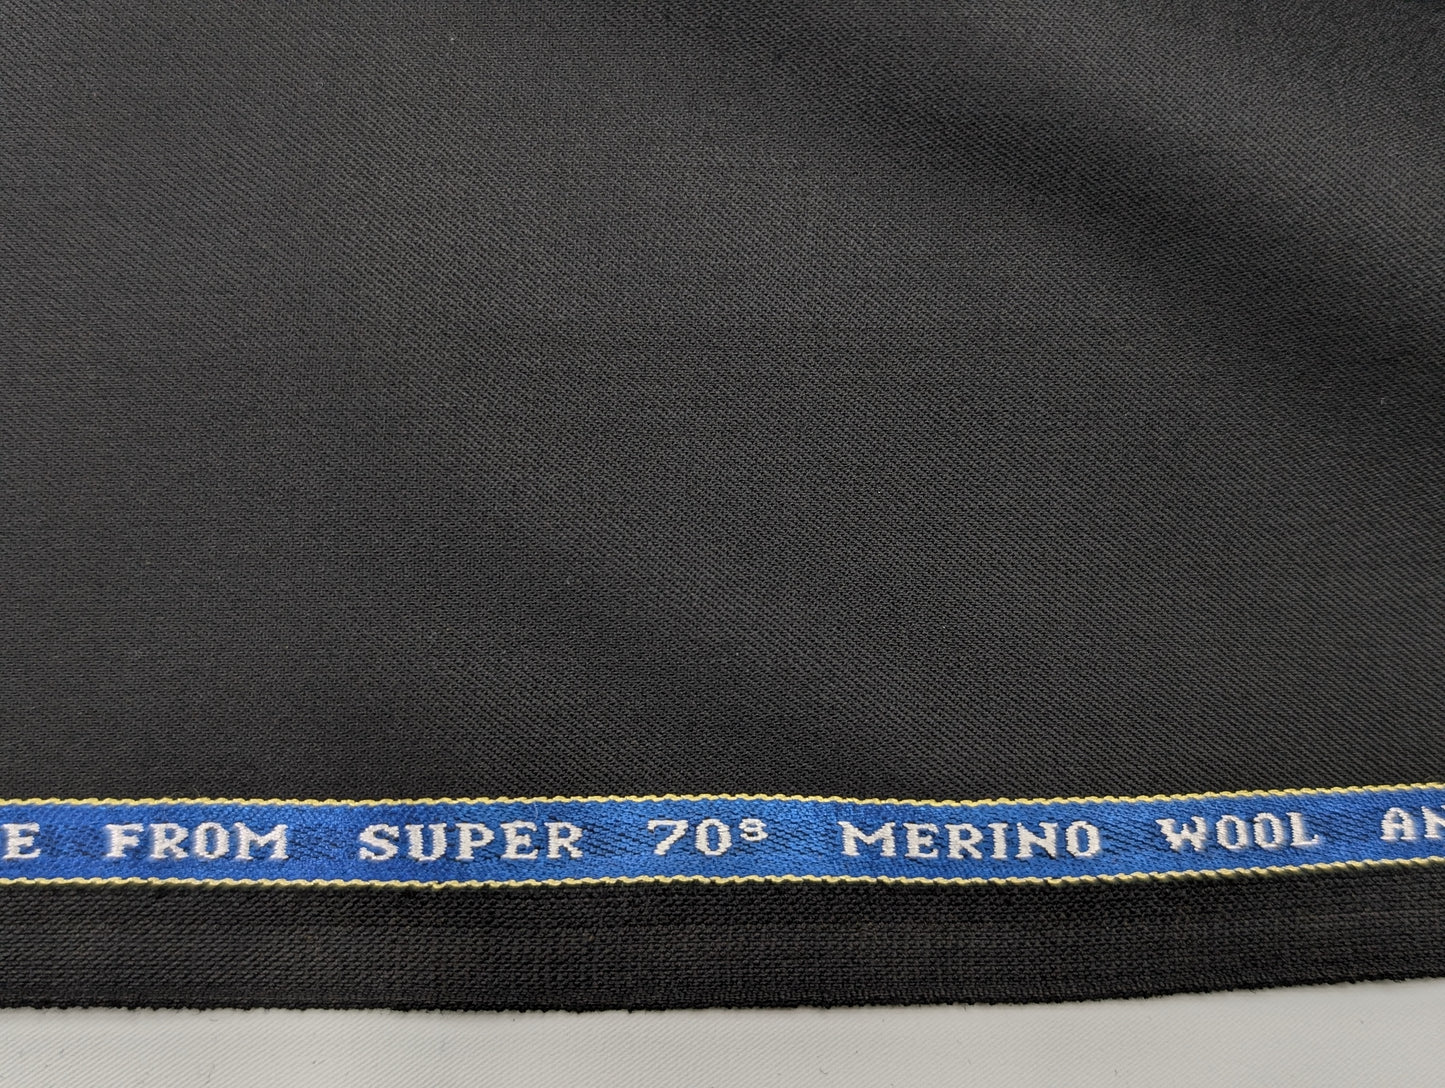 E FROM SUPER 70s MERINO WOOL AN